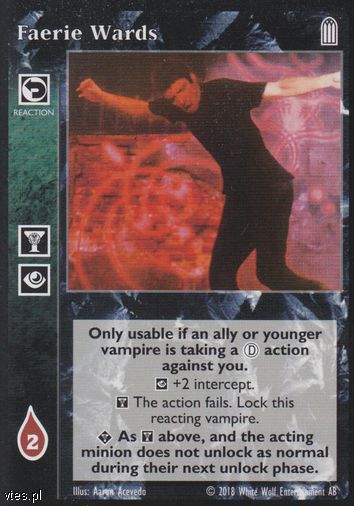 Faerie Wards
REACTION
Only usable if an ally or younger
vampire is taking a D action
against you.
+2 intercept.
The action fails. Lock this
reacting vampire.
As above, and the acting
minion does not unlock as normal
during their next unlock phase.
2
Illus: Aaron Acevedo © 2018 White Wolf Entertainment AB
vtes.pl